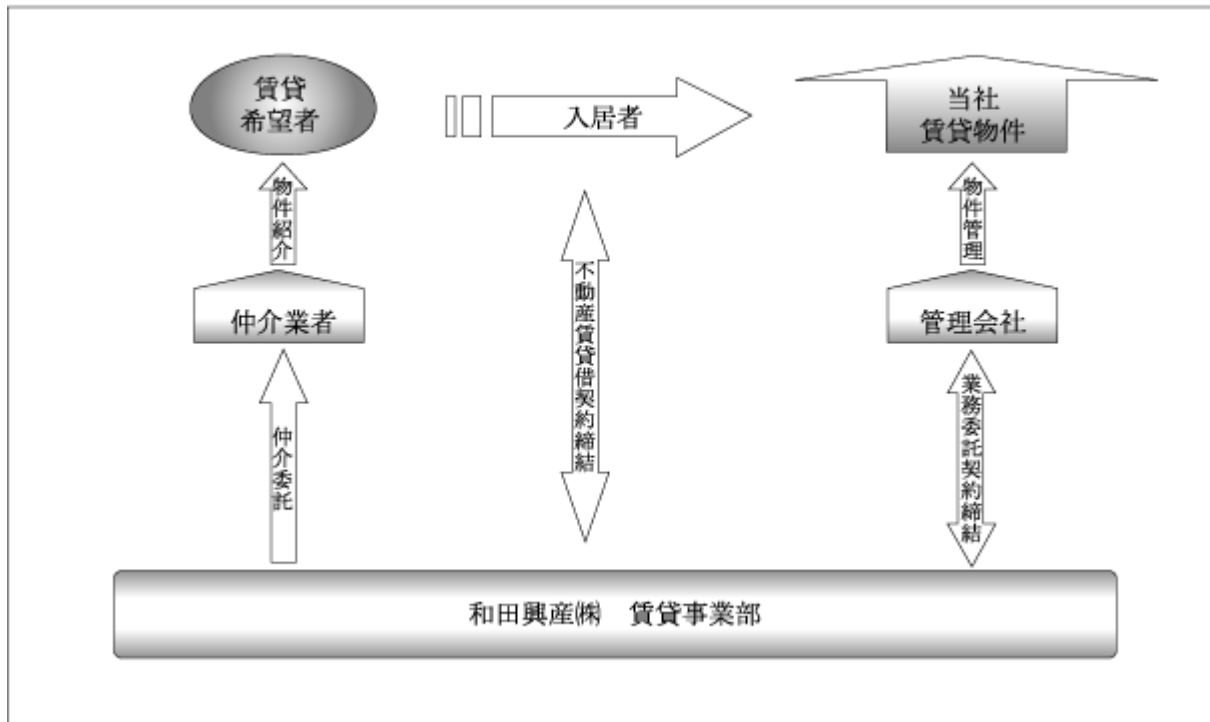 賃貸
希望者
入居者
当社
賃貸物件
物件紹介
物件管理
仲介業者
管理会社
不動産賃貸借契約締結
仲介委託
業務委託契約締結
和田興産㈱　賃貸事業部